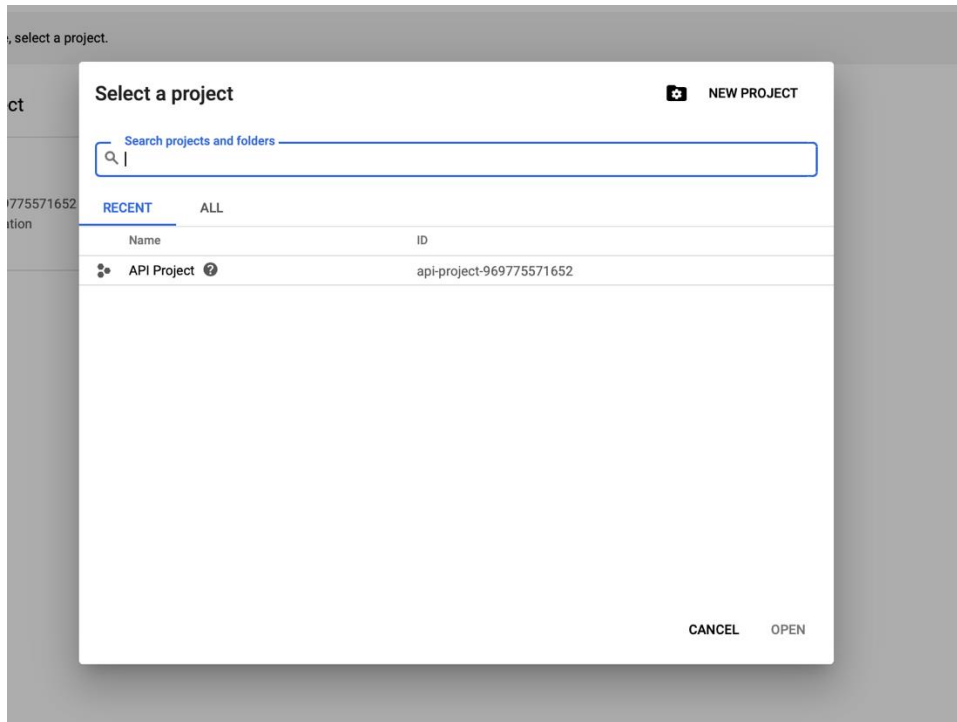 , select a project.
ct
Select a project
NEW PROJECT
Search projects and folders
9775571652
ation
RECENT ALL
Name ID
API Project api-project-969775571652
CANCEL OPEN